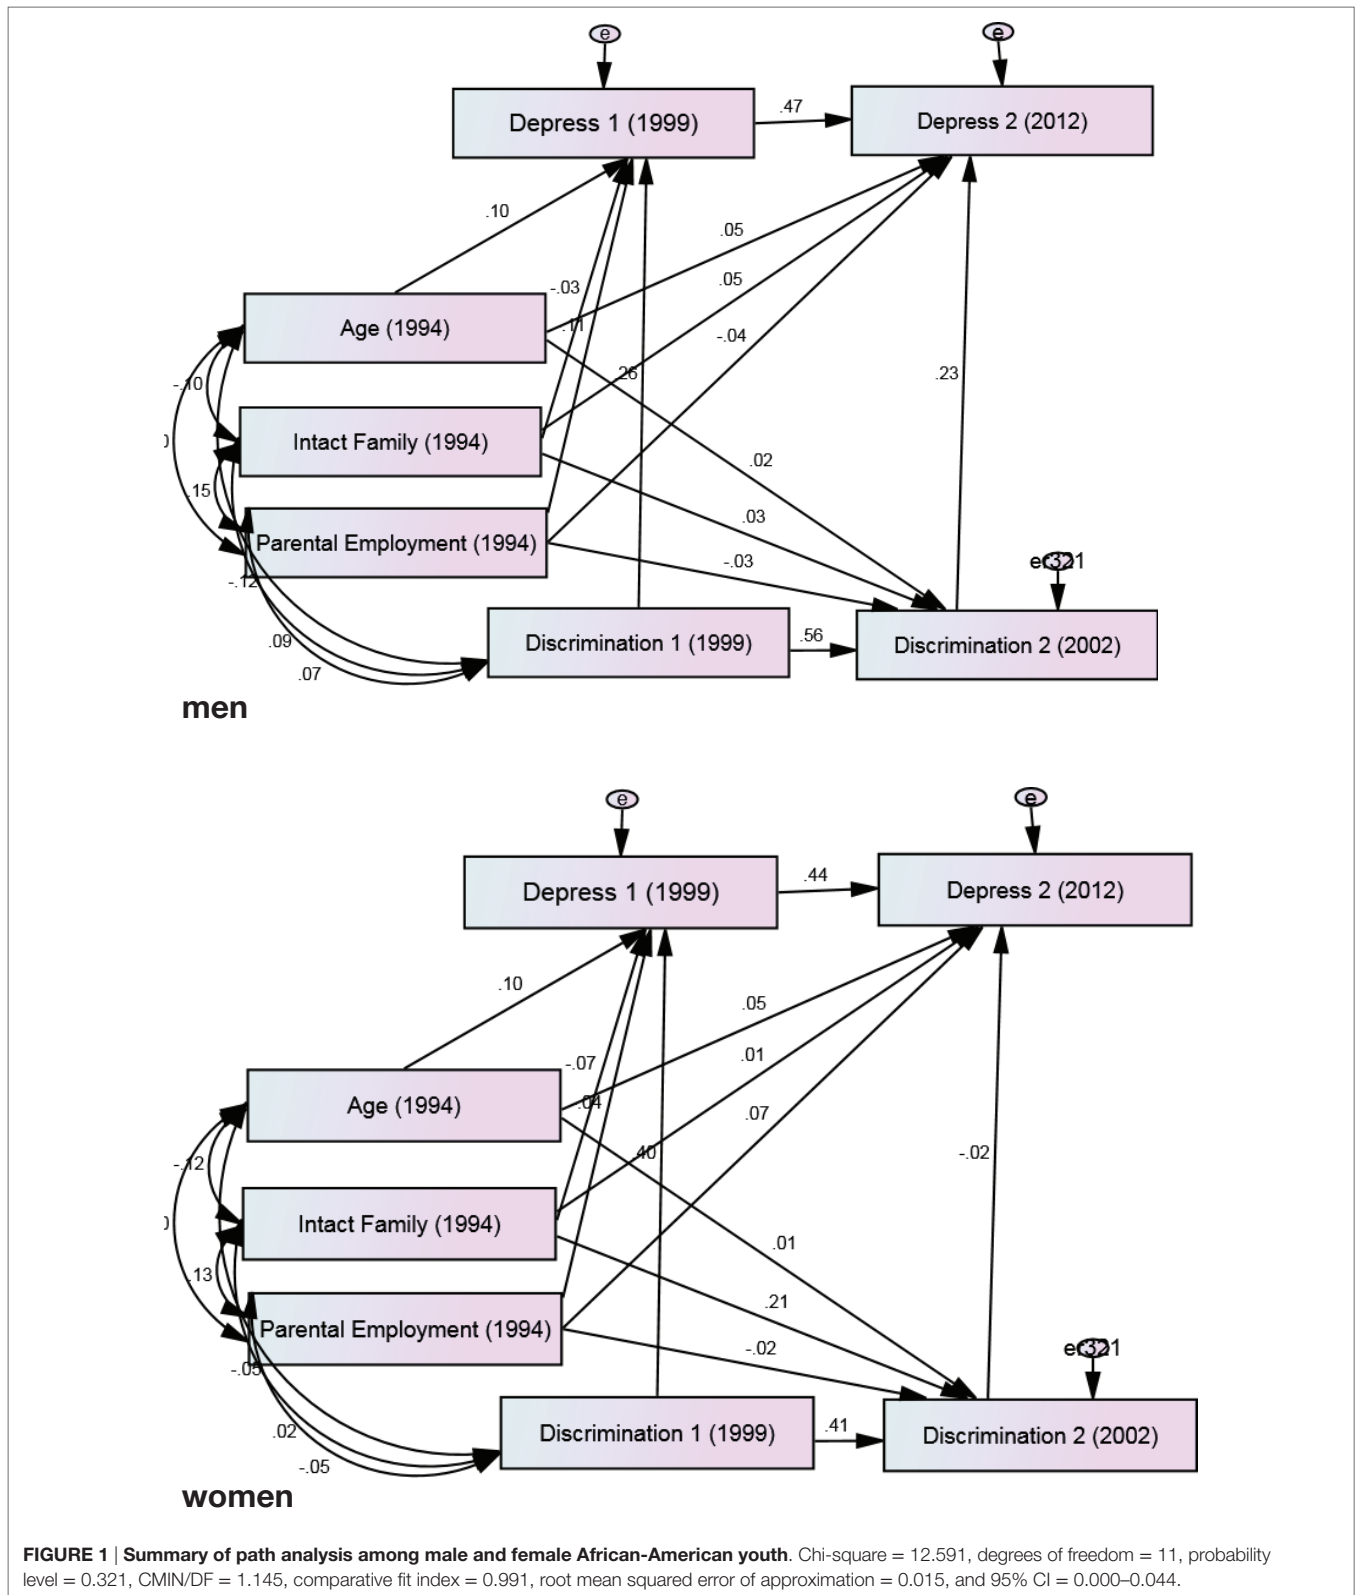 e
e
Depress 1 (1999)
.47
Depress 2 (2012)
.10
.05
-.03
.05
.11
-.04
Age (1994)
.26
.23
-.10
Intact Family (1994)
.02
.15
.03
Parental Employment (1994)
-.03
er321
-.12
.09
.07
Discrimination 1 (1999)
.56
Discrimination 2 (2002)
men
e
e
Depress 1 (1999)
.44
Depress 2 (2012)
.10
.05
-.07
.01
.04
.07
Age (1994)
.40
-.02
-.12
Intact Family (1994)
.01
.13
.21
Parental Employment (1994)
-.02
er321
-.05
.02
-.05
Discrimination 1 (1999)
.41
Discrimination 2 (2002)
women
FIGURE 1 | Summary of path analysis among male and female African-American youth. Chi-square = 12.591, degrees of freedom = 11, probability
level = 0.321, CMIN/DF = 1.145, comparative fit index = 0.991, root mean squared error of approximation = 0.015, and 95% CI = 0.000–0.044.